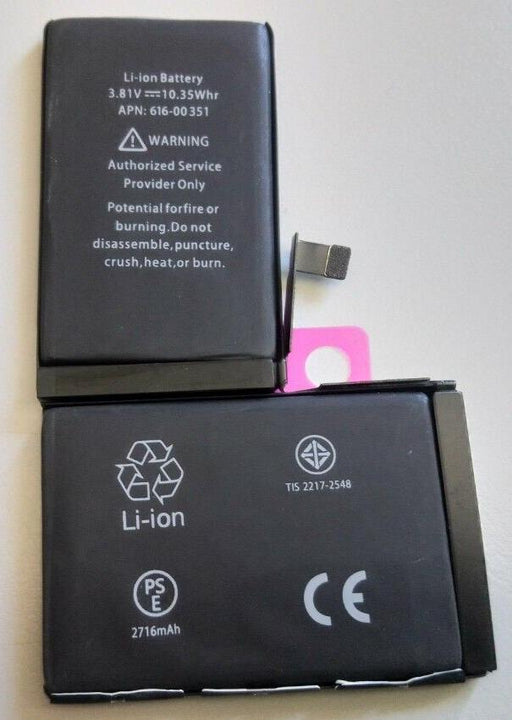 Li-ion Battery
3.81V ⎓10.35Whr
APN: 616-00351
WARNING
Authorized Service
Provider Only
Potential forfire or
burning.Do not
disassemble,puncture,
crush,heat,or burn.
Li-ion
TIS 2217-2548
PS
E
2716mAh
CE